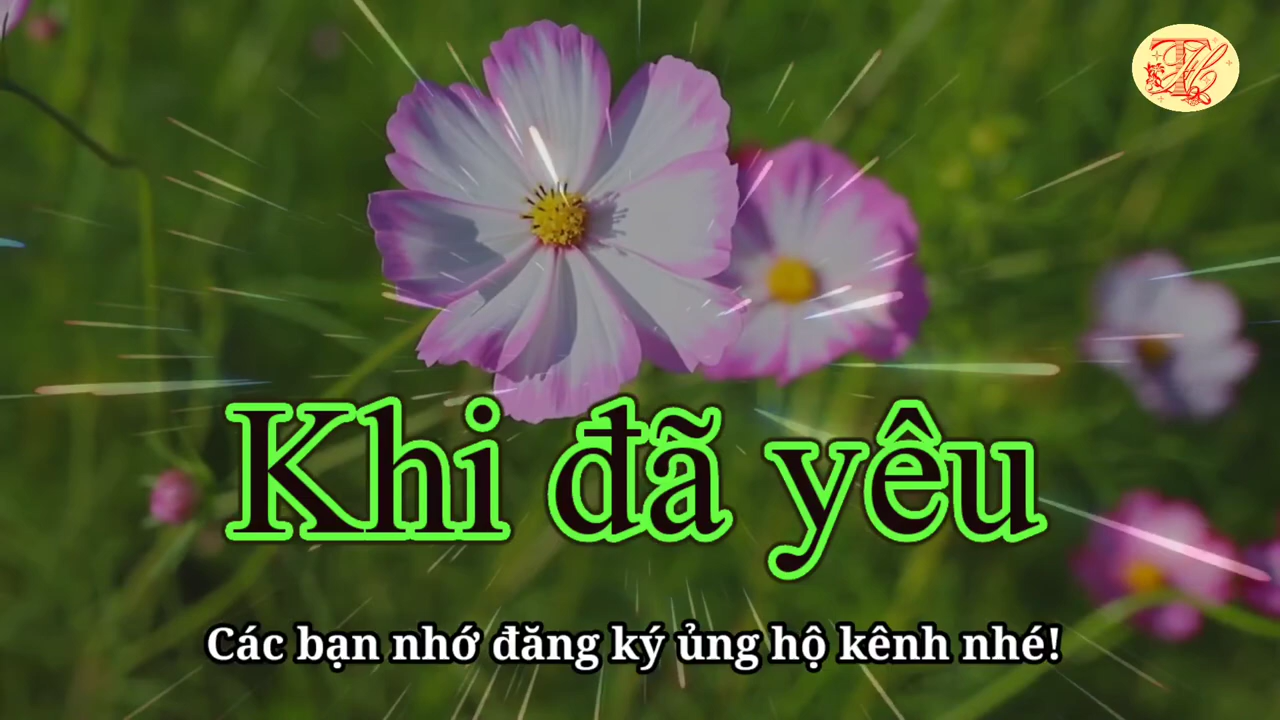 Khi đã yêu
Các bạn nhớ đăng ký ủng hộ kênh nhé!